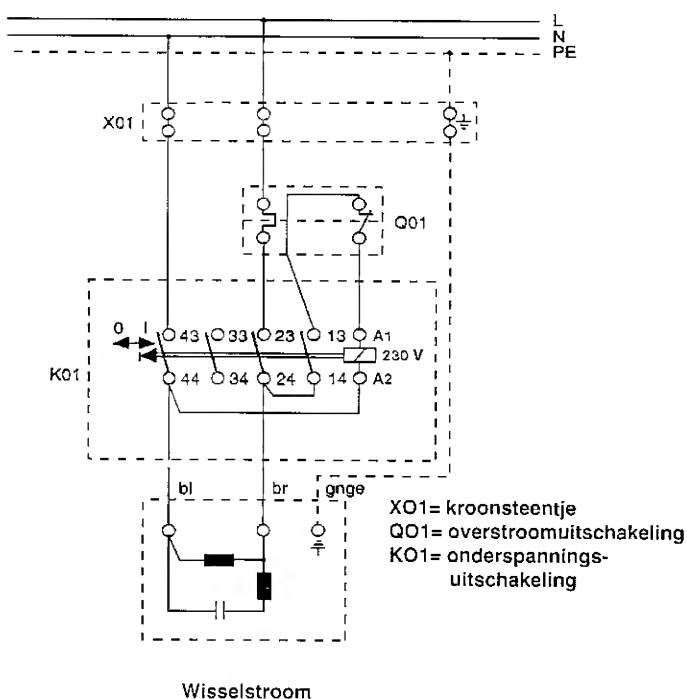 L
N
PE
X01
Q01
0 I
43 33 23 13 A1
230 V
K01
44 34 24 14 A2
bl br gnge
XO1= kroonsteentje
QO1= overstroomuitschakeling
KO1= onderspannings-
uitschakeling
Wisselstroom